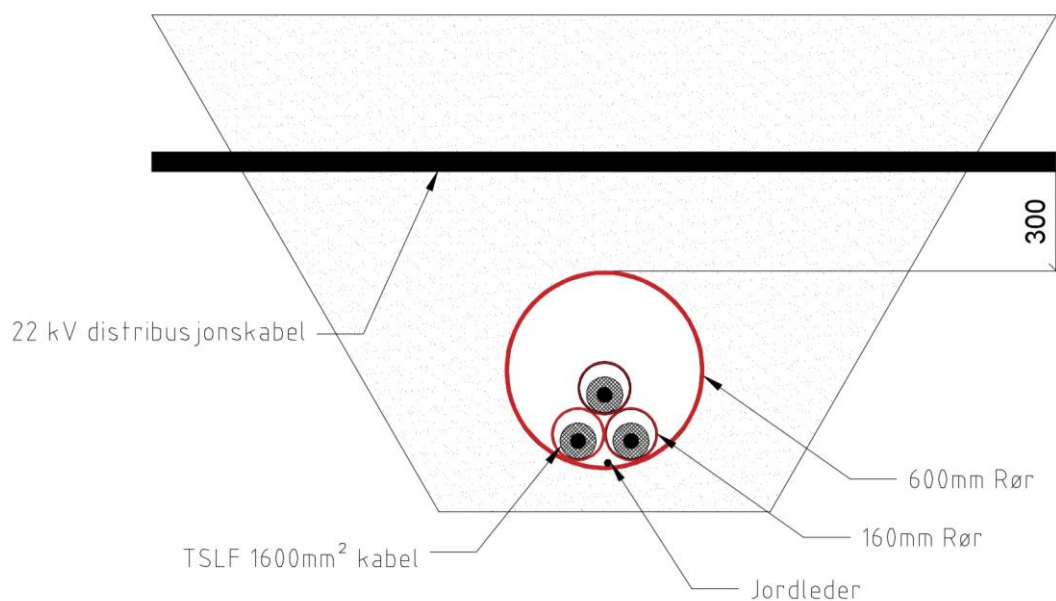 300
22 kV distribusjonskabel
600mm Rør
160mm Rør
TSLF 1600mm² kabel
Jordleder